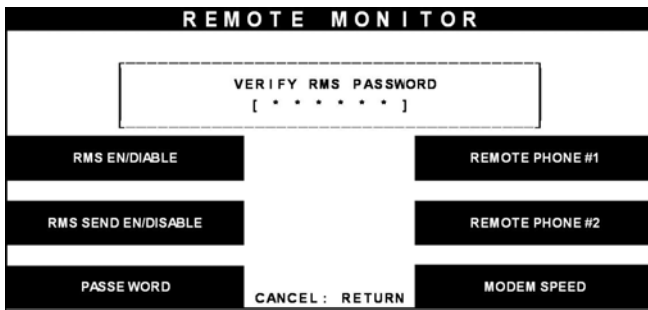 REMOTE MONITOR
VERIFY RMS PASSWORD
[ * * * * * * ]
RMS EN/DIABLE
REMOTE PHONE #1
RMS SEND EN/DISABLE
REMOTE PHONE #2
PASSE WORD
CANCEL: RETURN
MODEM SPEED